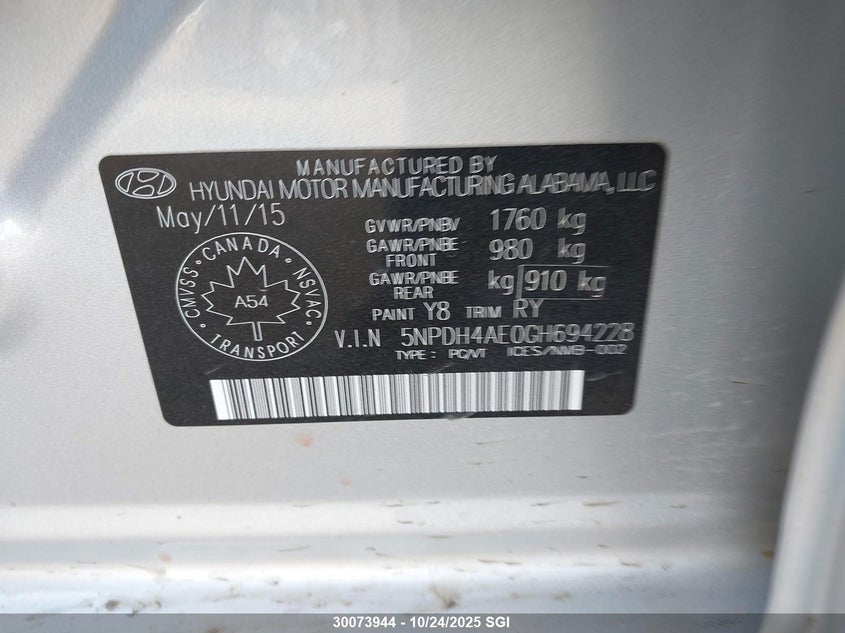 MANUFACTURED BY
HYUNDAI MOTOR MANUFACTURING ALABAMA, LLC
May/11/15
GVWR/PNBV 1760 kg
GAWR/PNBE FRONT 980 kg
GAWR/PNBE REAR kg 910 kg
PAINT Y8 TRIM RY
V.I.N 5NPDH4AE0GH694228
TYPE : PC/VT ICES/NMB-002
CANADA
CMVSS
NSVAC
A54
TRANSPORT
30073944 - 10/24/2025 SGI